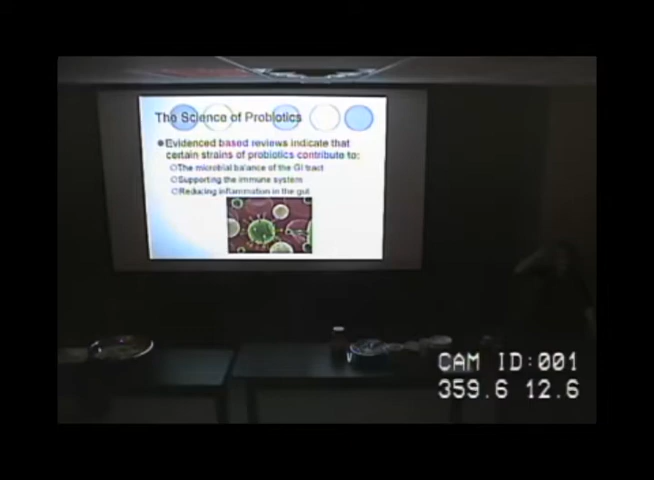 The Science of Probiotics
Evidenced based reviews indicate that
certain strains of probiotics contribute to:
The microbial balance of the GI tract
Supporting the immune system
Reducing inflammation in the gut
CAM ID:001
359.6 12.6